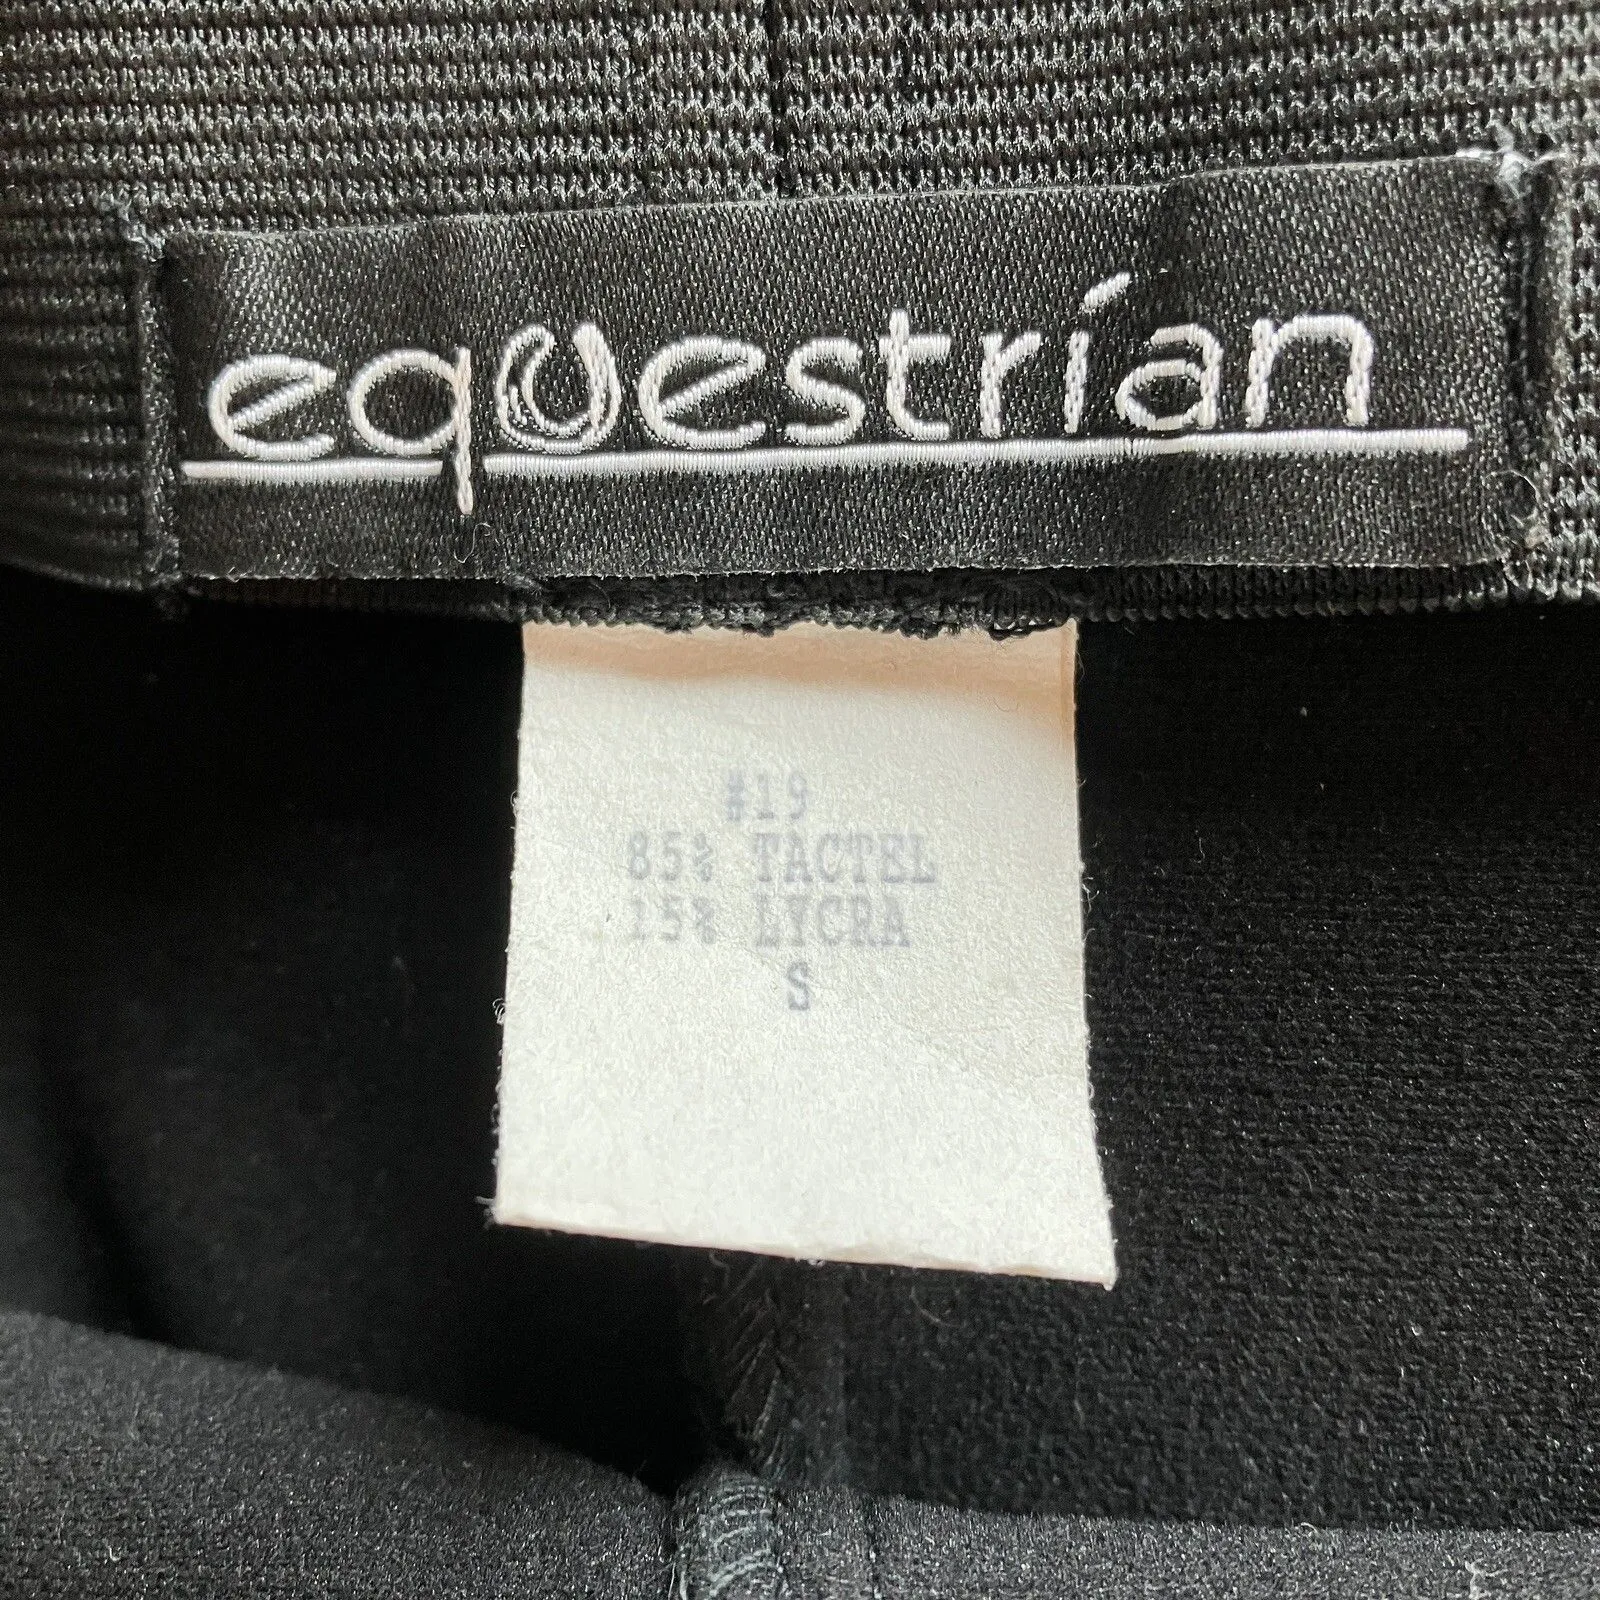 equestrian
#19
85% TACTEL
15% LYCRA
S